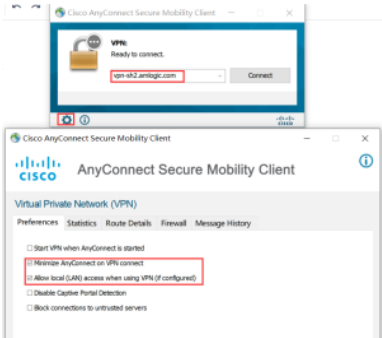 Cisco AnyConnect Secure Mobility Client
VPN:
Ready to connect.
vpn-sh2.amlogic.com
Connect
Cisco AnyConnect Secure Mobility Client
CISCO
AnyConnect Secure Mobility Client
Virtual Private Network (VPN)
Preferences Statistics Route Details Firewall Message History
Start VPN when AnyConnect is started
Minimize AnyConnect on VPN connect
Allow local (LAN) access when using VPN (if configured)
Disable Captive Portal Detection
Block connections to untrusted servers